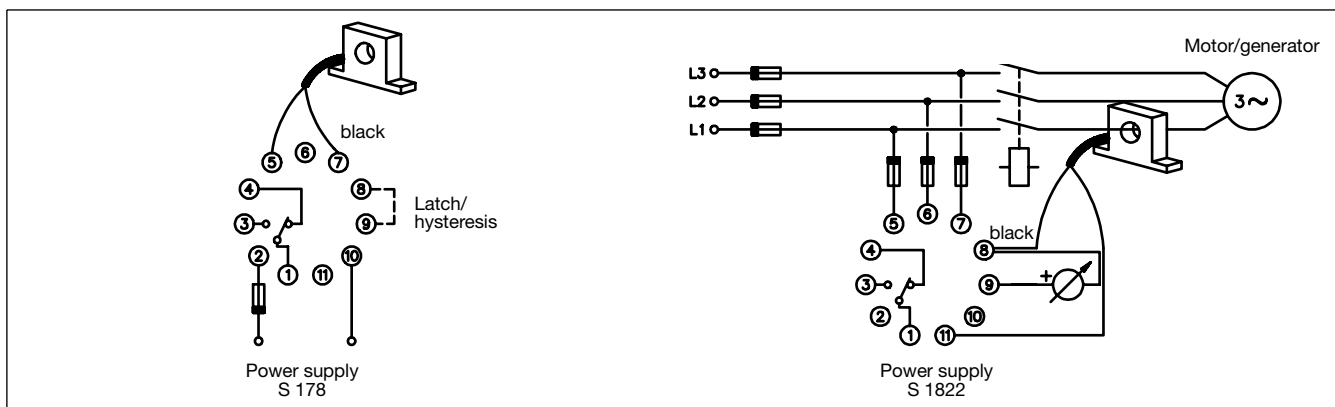 black
5
6
7
4
8
3
9
Latch/
hysteresis
2
10
1
11
Power supply
S 178
Motor/generator
L3
L2
L1
3~
5
6
7
black
4
8
3
9
+
2
10
1
11
Power supply
S 1822